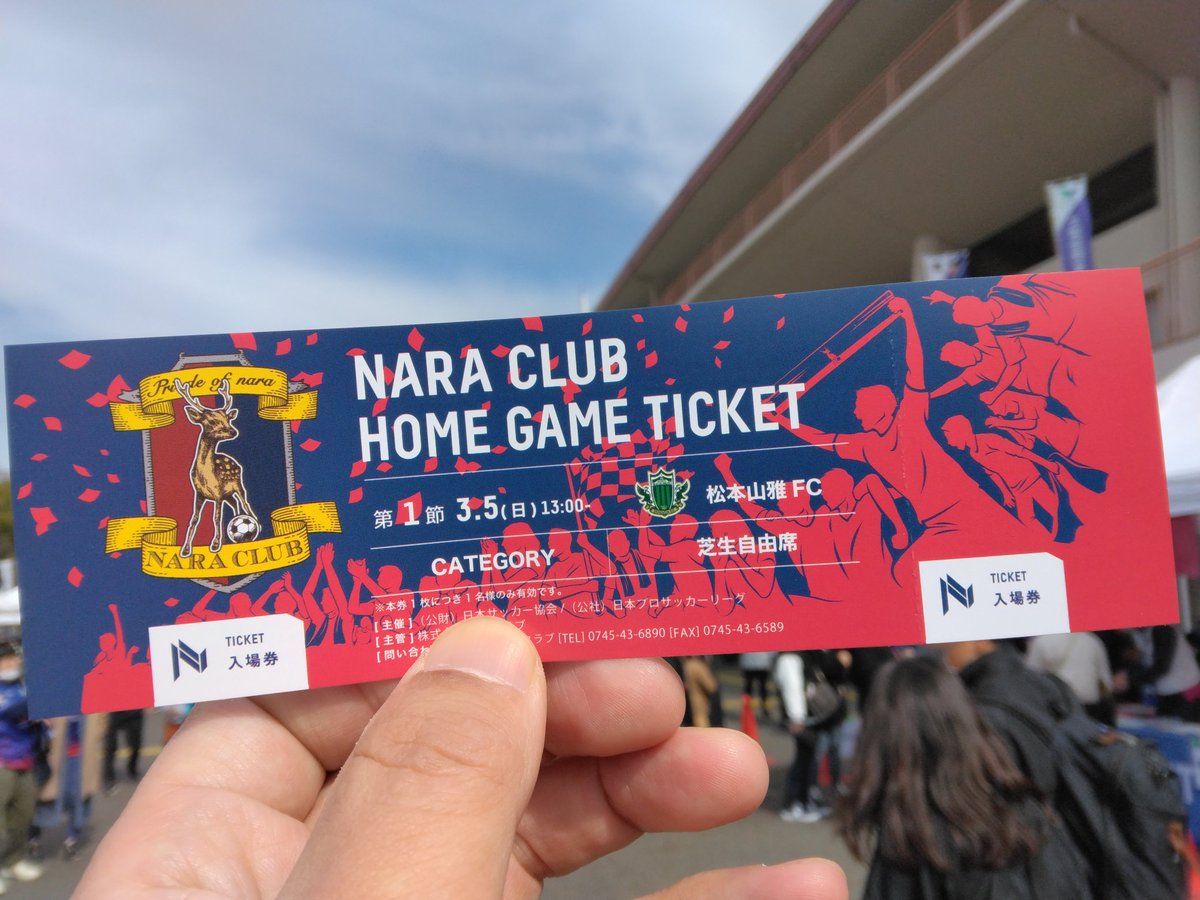 Pride of nara
NARA CLUB
NARA CLUB
HOME GAME TICKET
第1節 3.5(日)13:00-
松本山雅FC
CATEGORY
芝生自由席
※本券1枚につき1名様のみ有効です。
[主催](公財)日本サッカー協会/(公社)日本プロサッカーリーグ
[主管]株式 クラブ [TEL] 0745-43-6890 [FAX] 0745-43-6589
[問い合わ
TICKET
入場券
TICKET
入場券